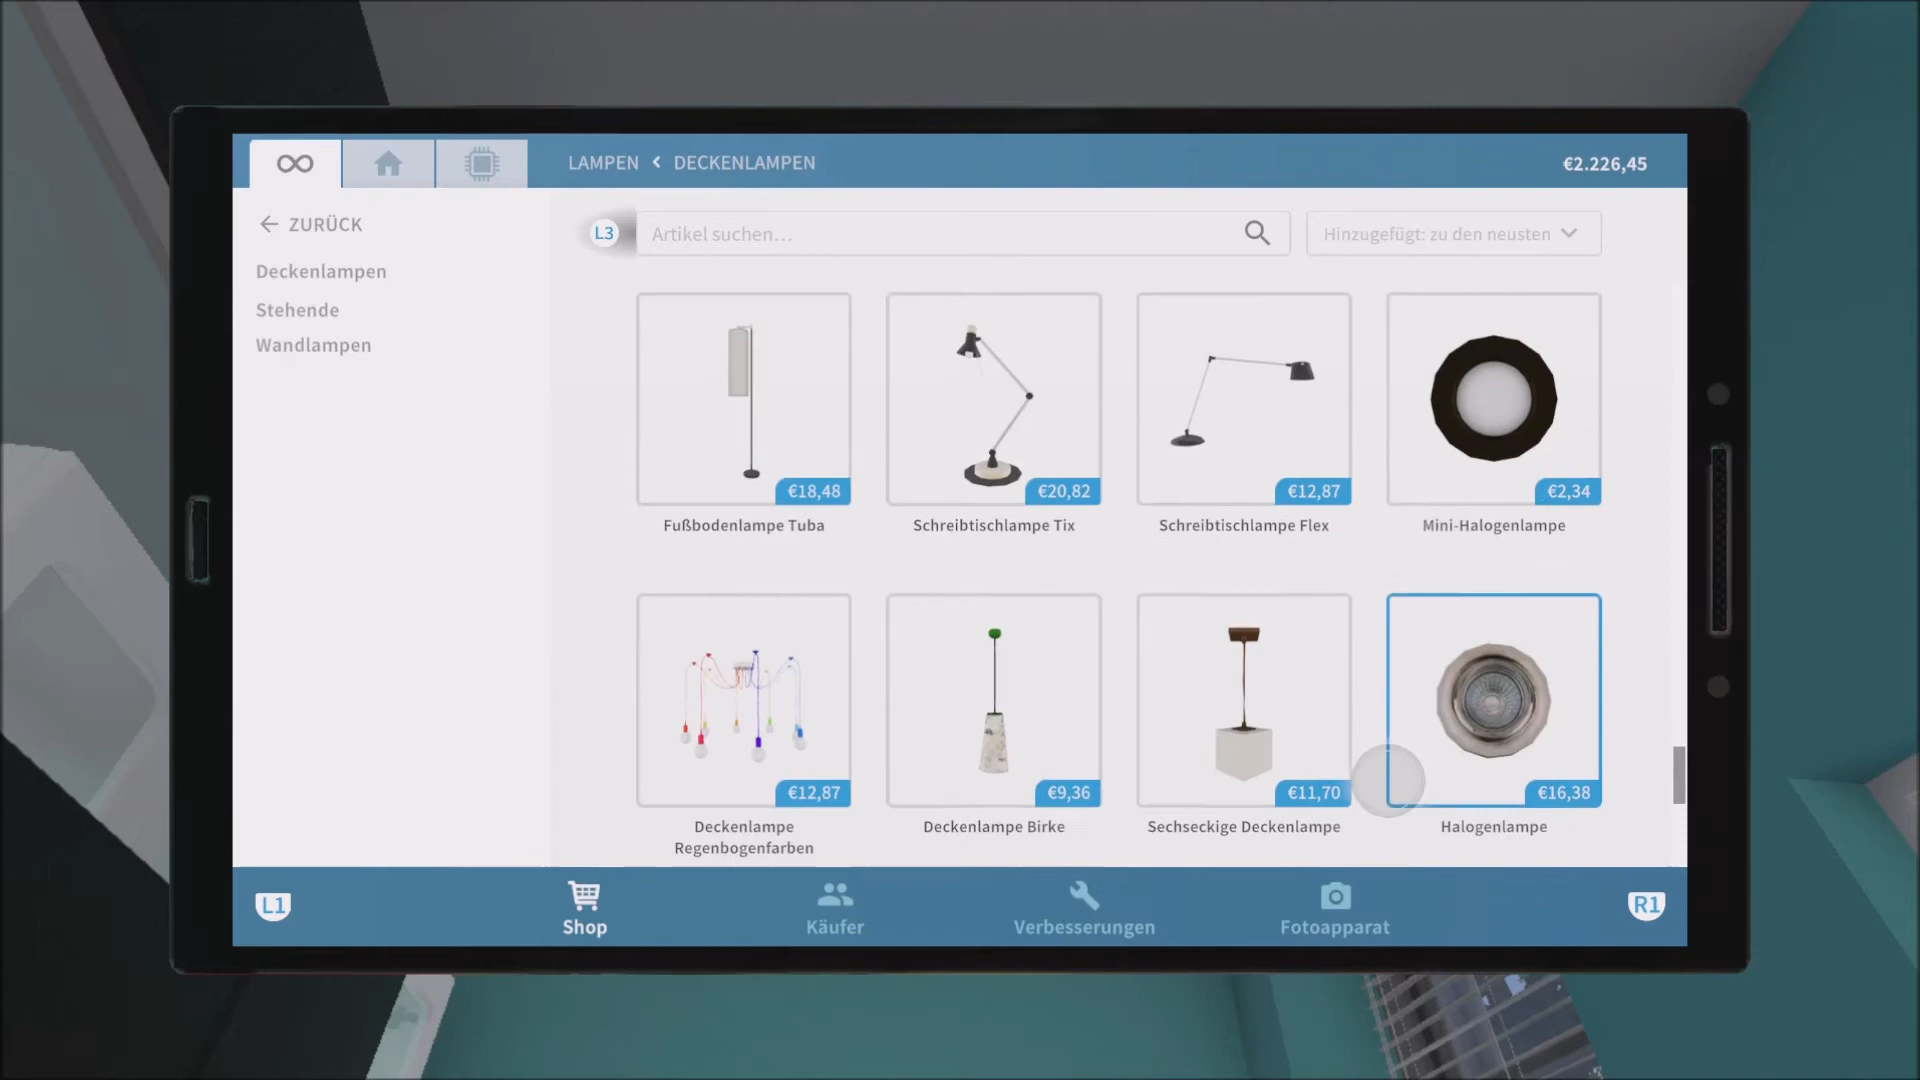 LAMPEN < DECKENLAMPEN
€2.226,45
ZURÜCK
Deckenlampen
Stehende
Wandlampen
L3
Artikel suchen...
Hinzugefügt: zu den neusten
€18,48
€20,82
€12,87
€2,34
Fußbodenlampe Tuba
Schreibtischlampe Tix
Schreibtischlampe Flex
Mini-Halogenlampe
€12,87
€9,36
€11,70
€16,38
Deckenlampe
Regenbogenfarben
Deckenlampe Birke
Sechseckige Deckenlampe
Halogenlampe
L1
Shop
Käufer
Verbesserungen
Fotoapparat
R1